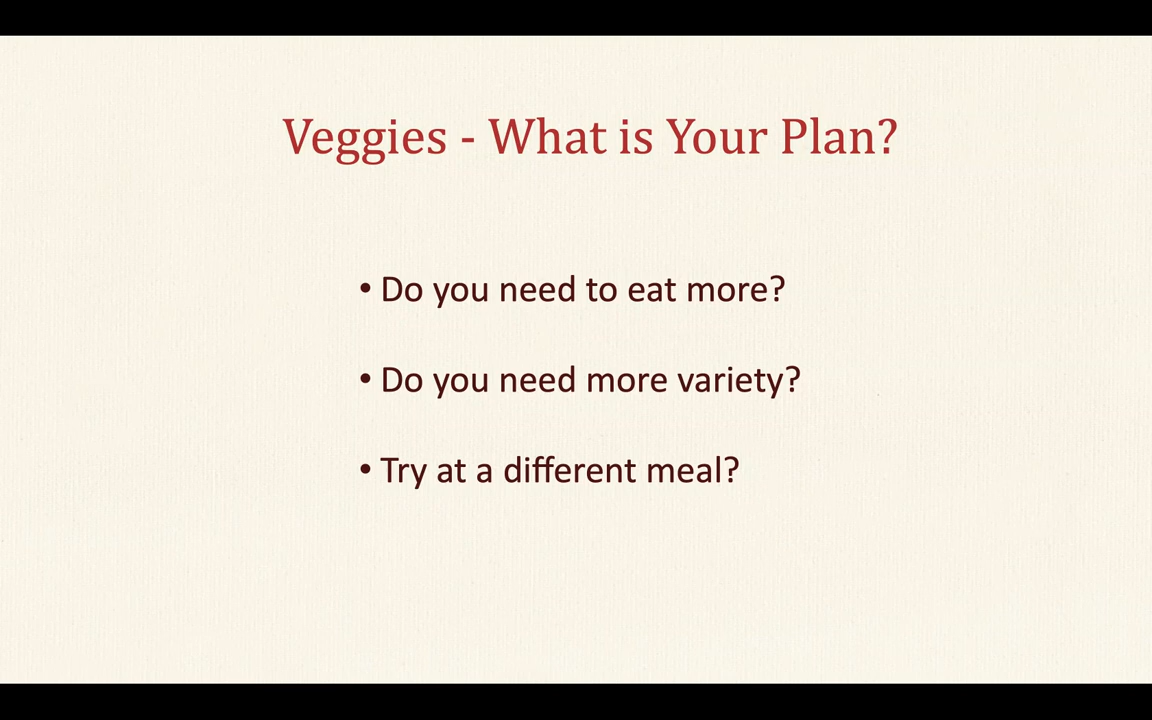 Veggies - What is Your Plan?
• Do you need to eat more?
• Do you need more variety?
• Try at a different meal?